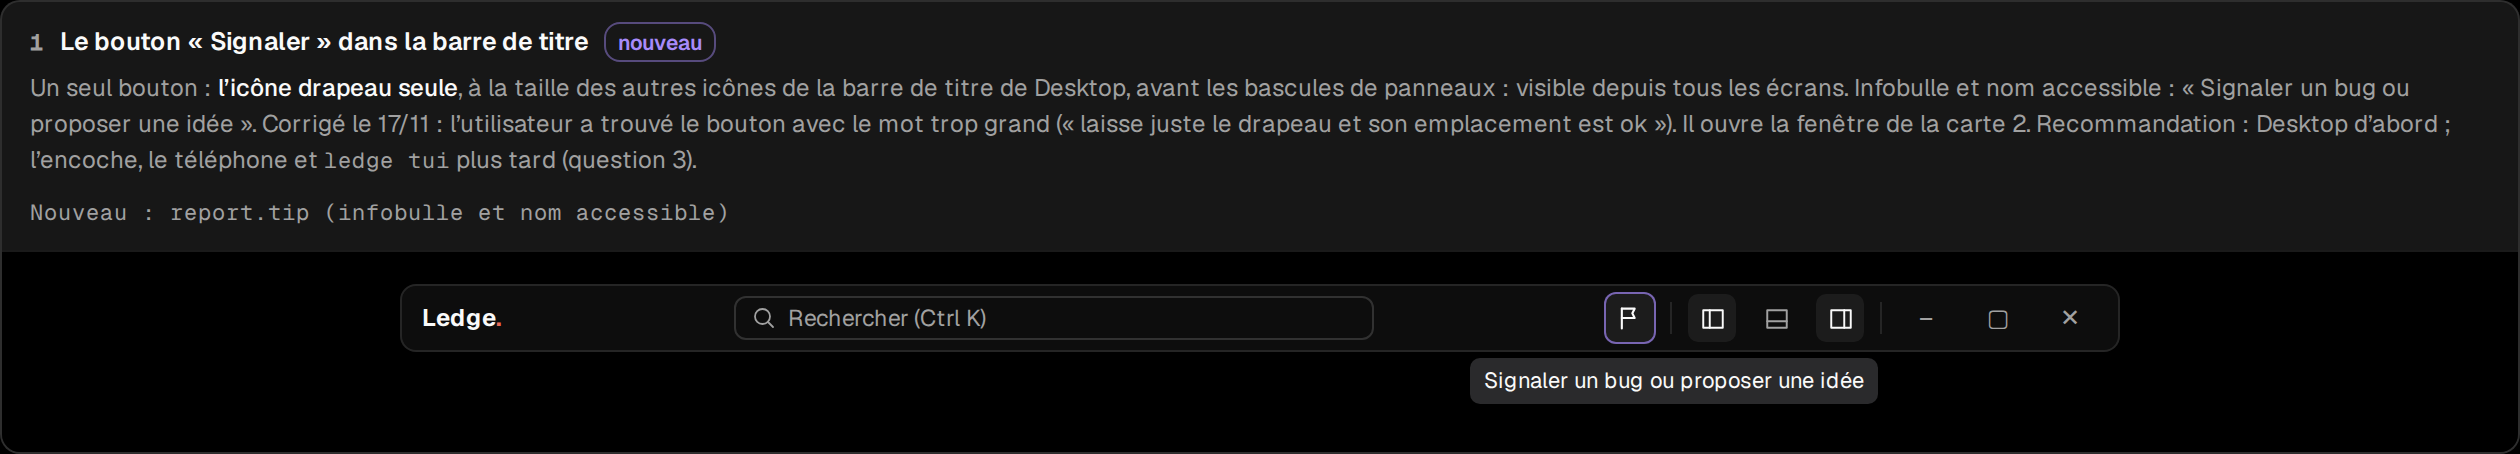 1 Le bouton « Signaler » dans la barre de titre nouveau
Un seul bouton : l’icône drapeau seule, à la taille des autres icônes de la barre de titre de Desktop, avant les bascules de panneaux : visible depuis tous les écrans. Infobulle et nom accessible : « Signaler un bug ou
proposer une idée ». Corrigé le 17/11 : l’utilisateur a trouvé le bouton avec le mot trop grand (« laisse juste le drapeau et son emplacement est ok »). Il ouvre la fenêtre de la carte 2. Recommandation : Desktop d’abord ;
l’encoche, le téléphone et ledge tui plus tard (question 3).
Nouveau : report.tip (infobulle et nom accessible)
Ledge. Rechercher (Ctrl K)
Signaler un bug ou proposer une idée